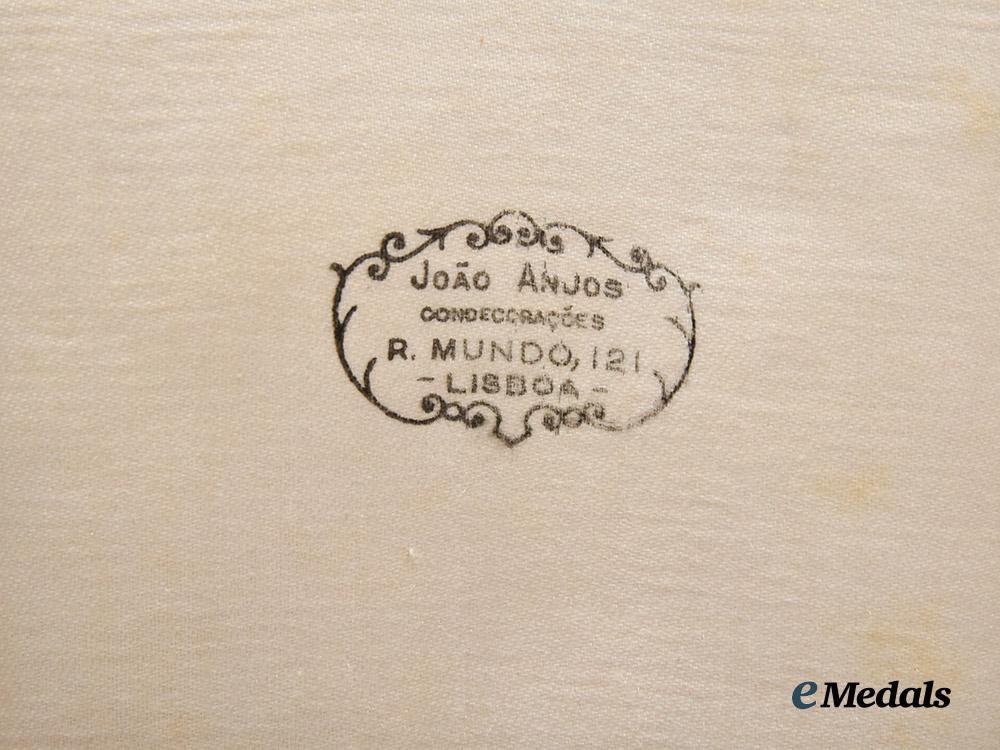 JOÃO ANJOS
CONDECORAÇÕES
R. MUNDO, 121
- LISBOA -
eMedals